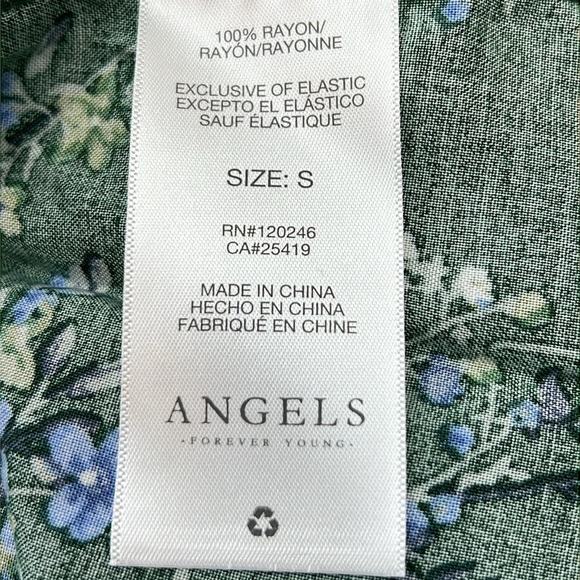 100% RAYON/
RAYÓN/RAYONNE
EXCLUSIVE OF ELASTIC
EXCEPTO EL ELÁSTICO
SAUF ÉLASTIQUE
SIZE: S
RN#120246
CA#25419
MADE IN CHINA
HECHO EN CHINA
FABRIQUÉ EN CHINE
ANGELS
·FOREVER YOUNG·